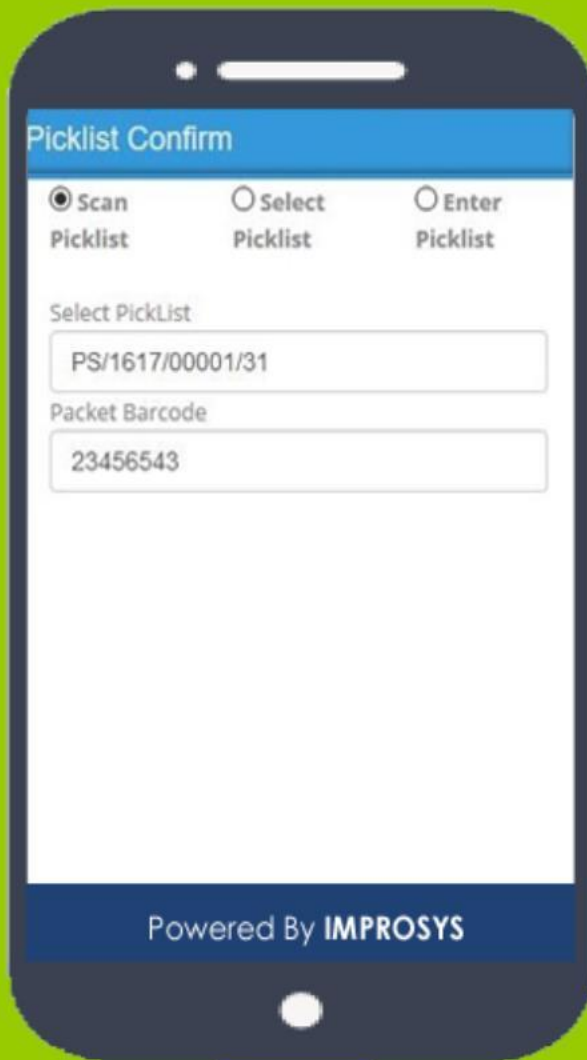 Picklist Confirm
Scan Select Enter
Picklist Picklist Picklist
Select PickList
PS/1617/00001/31
Packet Barcode
23456543
Powered By IMPROSYS